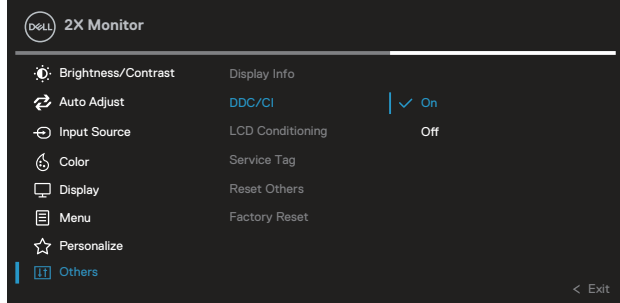 DELL 2X Monitor
Brightness/Contrast Display Info
Auto Adjust DDC/CI On
Input Source LCD Conditioning Off
Color Service Tag
Display Reset Others
Menu Factory Reset
Personalize
Others
< Exit